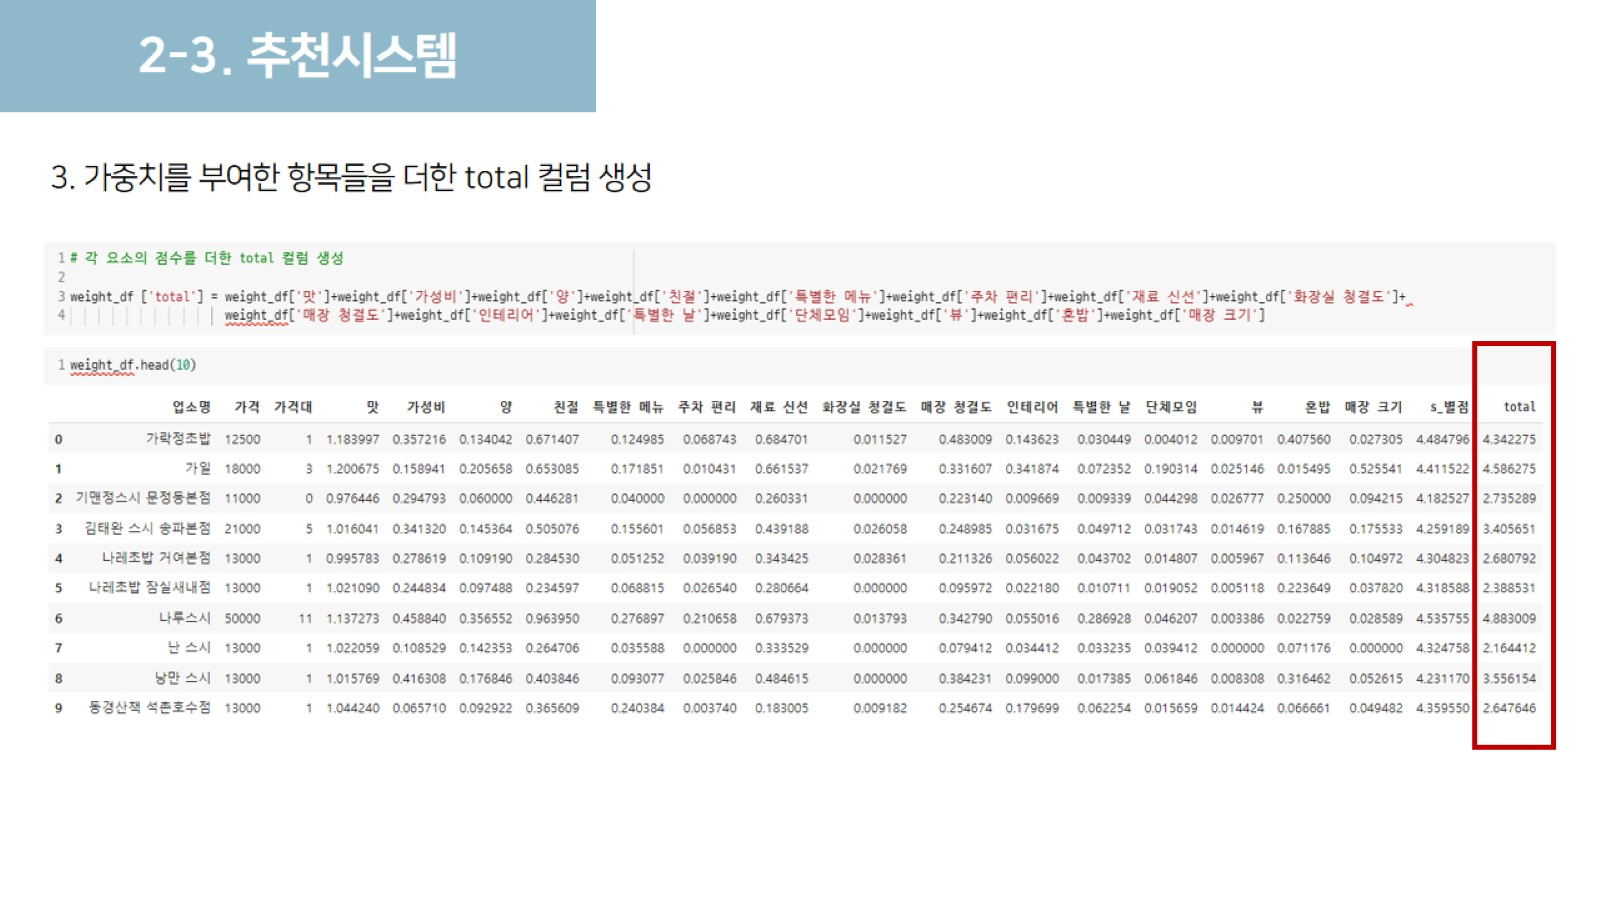 2-3. 추천시스템
3. 가중치를 부여한 항목들을 더한 total 컬럼 생성
1 # 각 요소의 점수를 더한 total 컬럼 생성
2
3 weight_df ['total'] = weight_df['맛']+weight_df['가성비']+weight_df['양']+weight_df['친절']+weight_df['특별한 메뉴']+weight_df['주차 편리']+weight_df['재료 신선']+weight_df['화장실 청결도']+
4 weight_df['매장 청결도']+weight_df['인테리어']+weight_df['특별한 날']+weight_df['단체모임']+weight_df['뷰']+weight_df['혼밥']+weight_df['매장 크기']
1 weight_df.head(10)
업소명 가격 가격대 맛 가성비 양 친절 특별한 메뉴 주차 편리 재료 신선 화장실 청결도 매장 청결도 인테리어 특별한 날 단체모임 뷰 혼밥 매장 크기 s_별점 total
0 가락정초밥 12500 1 1.183997 0.357216 0.134042 0.671407 0.124985 0.068743 0.684701 0.011527 0.483009 0.143623 0.030449 0.004012 0.009701 0.407560 0.027305 4.484796 4.342275
1 가일 18000 3 1.200675 0.158941 0.205658 0.653085 0.171851 0.010431 0.661537 0.021769 0.331607 0.341874 0.072352 0.190314 0.025146 0.015495 0.525541 4.411522 4.586275
2 기맨정스시 문정동본점 11000 0 0.976446 0.294793 0.060000 0.446281 0.040000 0.000000 0.260331 0.000000 0.223140 0.009669 0.009339 0.044298 0.026777 0.250000 0.094215 4.182527 2.735289
3 김태완 스시 송파본점 21000 5 1.016041 0.341320 0.145364 0.505076 0.155601 0.056853 0.439188 0.026058 0.248985 0.031675 0.049712 0.031743 0.014619 0.167885 0.175533 4.259189 3.405651
4 나레초밥 거여본점 13000 1 0.995783 0.278619 0.109190 0.284530 0.051252 0.039190 0.343425 0.028361 0.211326 0.056022 0.043702 0.014807 0.005967 0.113646 0.104972 4.304823 2.680792
5 나레초밥 잠실새내점 13000 1 1.021090 0.244834 0.097488 0.234597 0.068815 0.026540 0.280664 0.000000 0.095972 0.022180 0.010711 0.019052 0.005118 0.223649 0.037820 4.318588 2.388531
6 나루스시 50000 11 1.137273 0.458840 0.356552 0.963950 0.276897 0.210658 0.679373 0.013793 0.342790 0.055016 0.286928 0.046207 0.003386 0.022759 0.028589 4.535755 4.883009
7 난 스시 13000 1 1.022059 0.108529 0.142353 0.264706 0.035588 0.000000 0.333529 0.000000 0.079412 0.034412 0.033235 0.039412 0.000000 0.071176 0.000000 4.324758 2.164412
8 낭만 스시 13000 1 1.015769 0.416308 0.176846 0.403846 0.093077 0.025846 0.484615 0.000000 0.384231 0.099000 0.017385 0.061846 0.008308 0.316462 0.052615 4.231170 3.556154
9 동경산책 석촌호수점 13000 1 1.044240 0.065710 0.092922 0.365609 0.240384 0.003740 0.183005 0.009182 0.254674 0.179699 0.062254 0.015659 0.014424 0.066661 0.049482 4.359550 2.647646